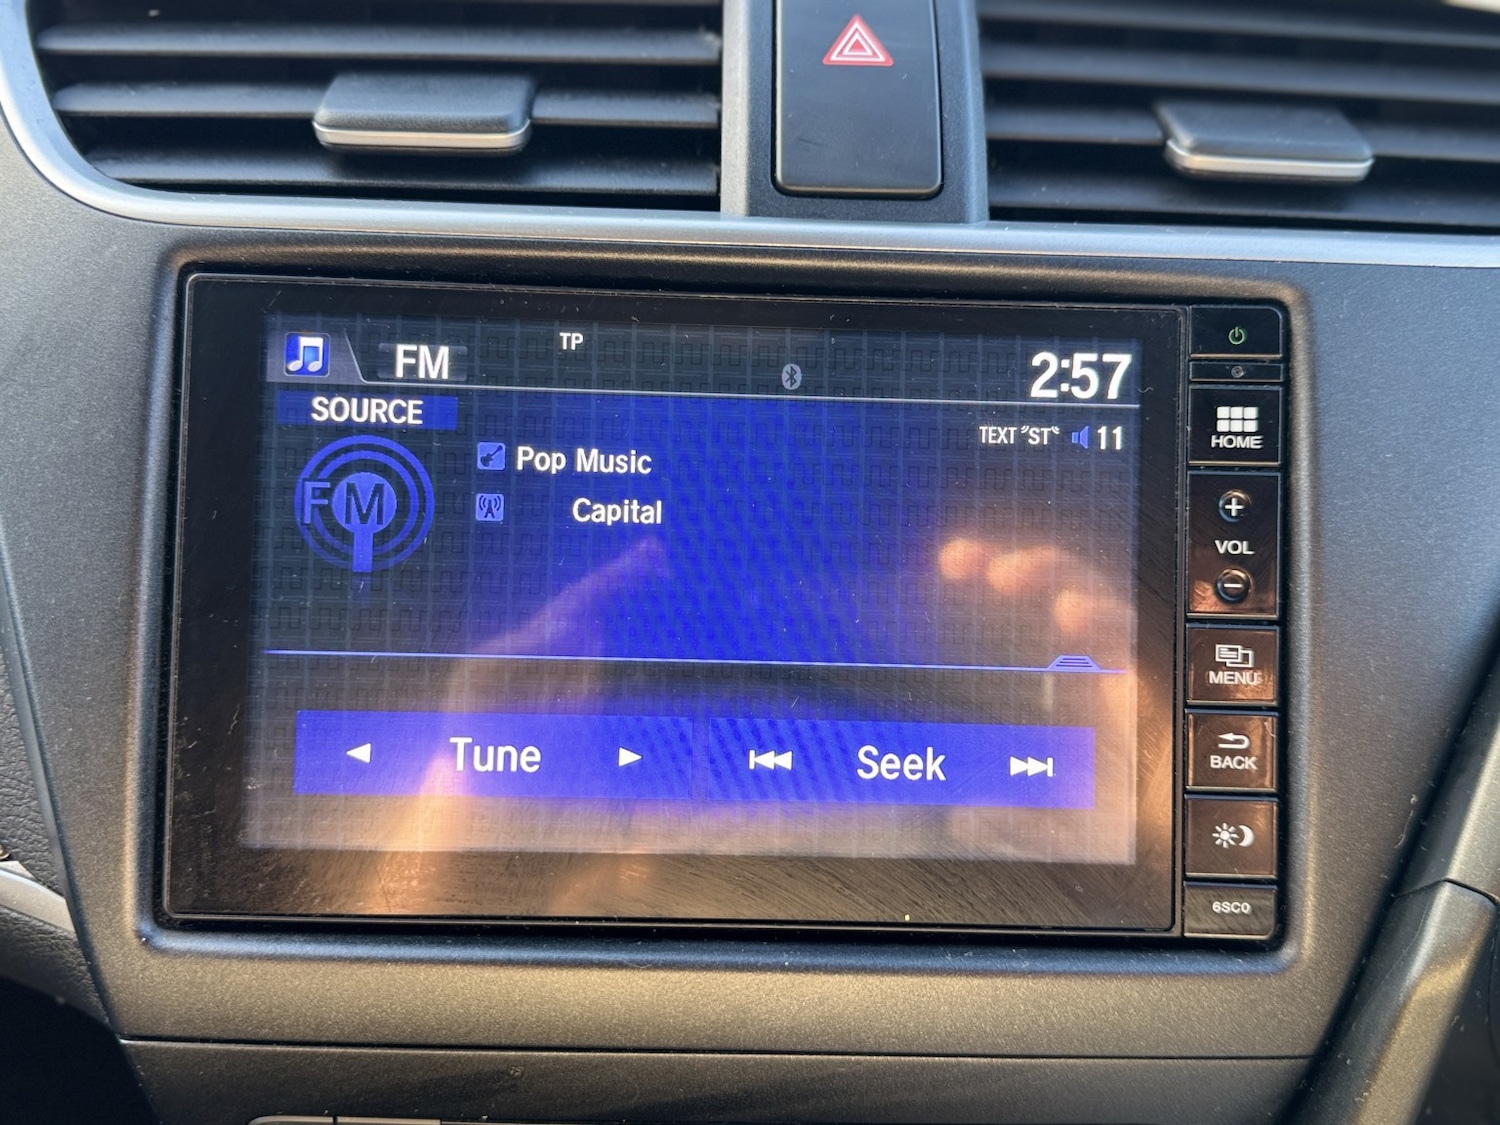 TP
FM
2:57
SOURCE
TEXT "ST" 11
Pop Music
FM
Capital
Tune
Seek
HOME
+
VOL
−
MENU
BACK
6SC0